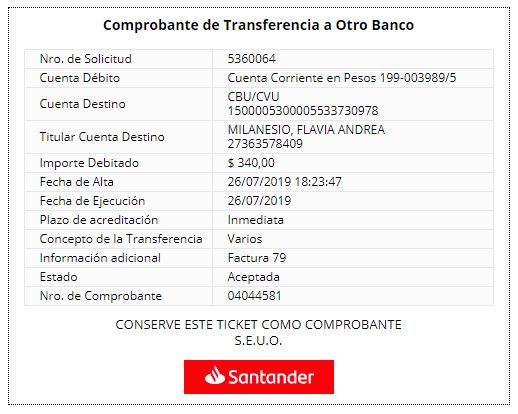 Comprobante de Transferencia a Otro Banco
Nro. de Solicitud 5360064
Cuenta Débito Cuenta Corriente en Pesos 199-003989/5
Cuenta Destino CBU/CVU
1500005300005533730978
Titular Cuenta Destino MILANESIO, FLAVIA ANDREA
27363578409
Importe Debitado $ 340,00
Fecha de Alta 26/07/2019 18:23:47
Fecha de Ejecución 26/07/2019
Plazo de acreditación Inmediata
Concepto de la Transferencia Varios
Información adicional Factura 79
Estado Aceptada
Nro. de Comprobante 04044581
CONSERVE ESTE TICKET COMO COMPROBANTE
S.E.U.O.
Santander